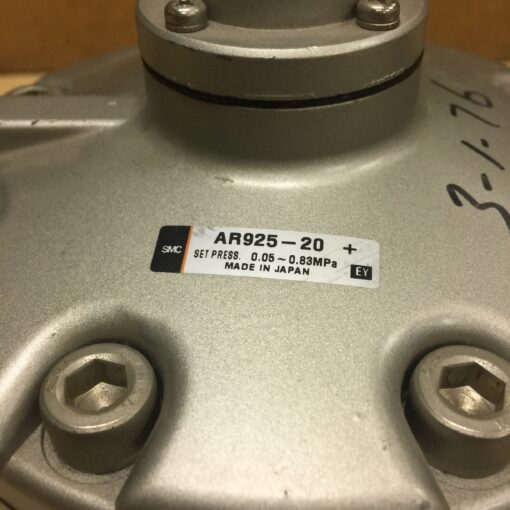 3-1-76
SMC
AR925-20 +
SET PRESS. 0.05~0.83MPa
MADE IN JAPAN
EY